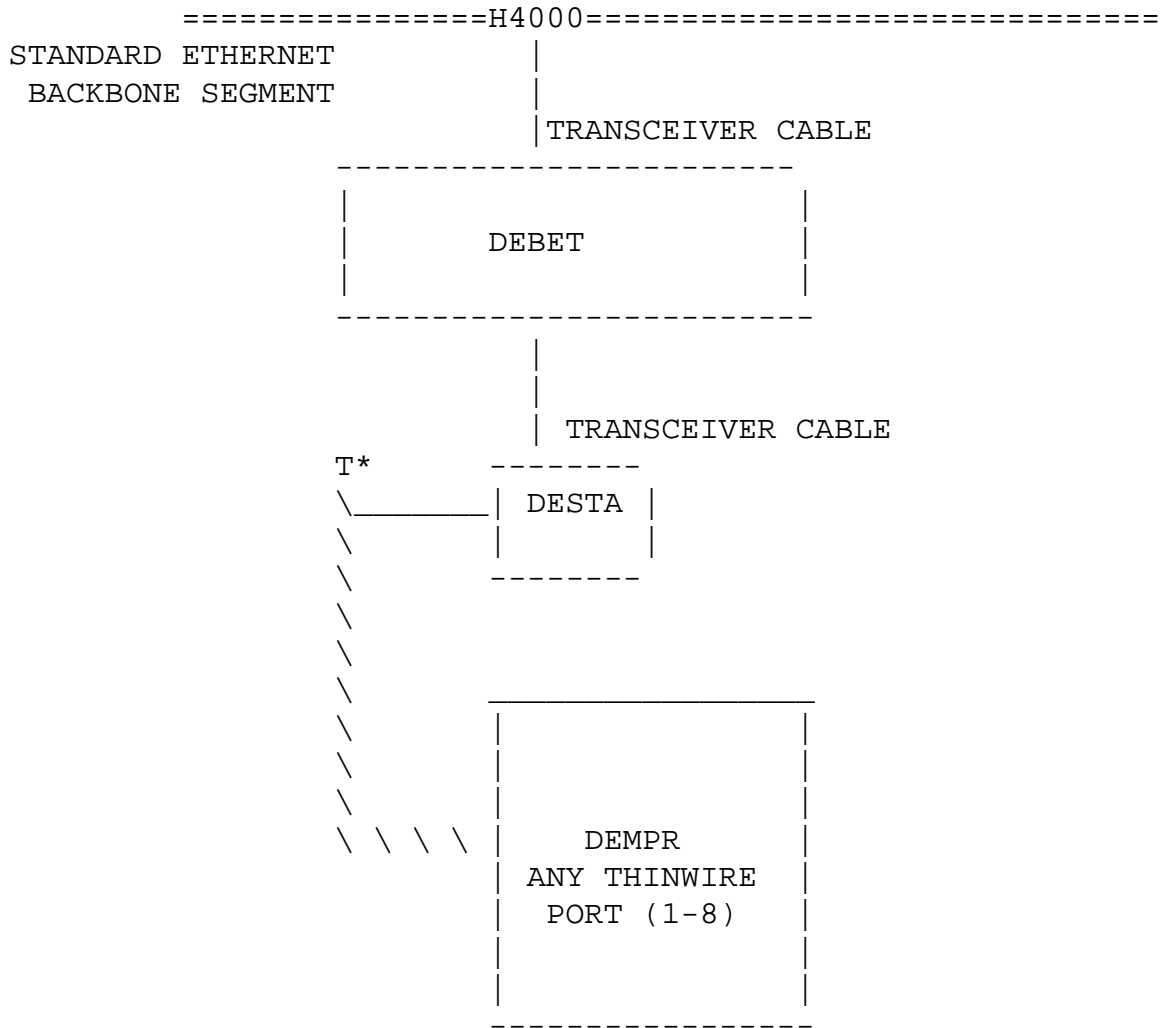 ================H4000==============================
STANDARD ETHERNET
BACKBONE SEGMENT
TRANSCEIVER CABLE
DEBET
TRANSCEIVER CABLE
T*
DESTA
DEMPR
ANY THINWIRE
PORT (1-8)